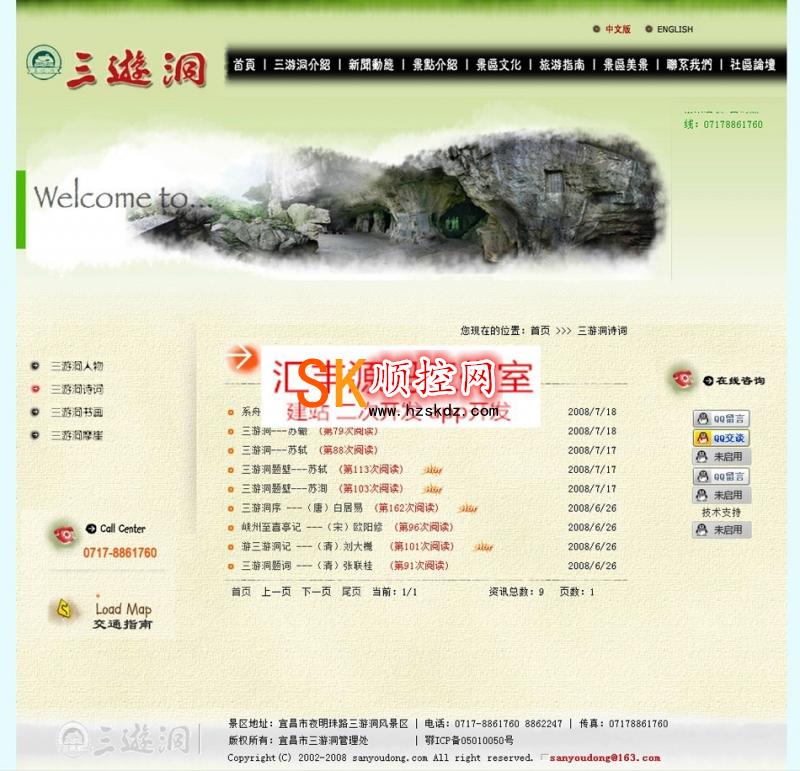 中文版 ENGLISH
三遊洞
首頁 | 三游洞介紹 | 新聞動態 | 景點介紹 | 景區文化 | 旅游指南 | 景區美景 | 聯系我們 | 社區論壇
线: 07178861760
Welcome to...
您现在的位置: 首页 >>> 三游洞诗词
三游洞人物
三游洞诗词
三游洞书画
三游洞摩崖
SK 顺控网
室
www.hzskdz.com
建站 二次开发 app开发
系舟 2008/7/18
三游洞---苏辙 (第79次阅读) 2008/7/18
三游洞---苏轼 (第88次阅读) 2008/7/17
三游洞题壁---苏轼 (第113次阅读) 2008/7/17
三游洞题壁---苏洵 (第103次阅读) 2008/7/17
三游洞序 ---(唐)白居易 (第162次阅读) 2008/6/26
峡州至喜亭记 ---(宋)欧阳修 (第96次阅读) 2008/6/26
游三游洞记 ---(清)刘大櫆 (第101次阅读) 2008/6/26
三游洞题词 ---(清)张联桂 (第91次阅读) 2008/6/26
首页 上一页 下一页 尾页 当前: 1/1 资讯总数: 9 页数: 1
在线咨询
QQ留言
QQ交谈
未启用
QQ留言
未启用
技术支持
未启用
Call Center
0717-8861760
Load Map
交通指南
三遊洞
景区地址: 宜昌市夜明珠路三游洞风景区 | 电话: 0717-8861760 8862247 | 传真: 07178861760
版权所有: 宜昌市三游洞管理处 | 鄂ICP备05010050号
Copyright(C) 2002-2008 sanyoudong.com All right reserved. sanyoudong@163.com